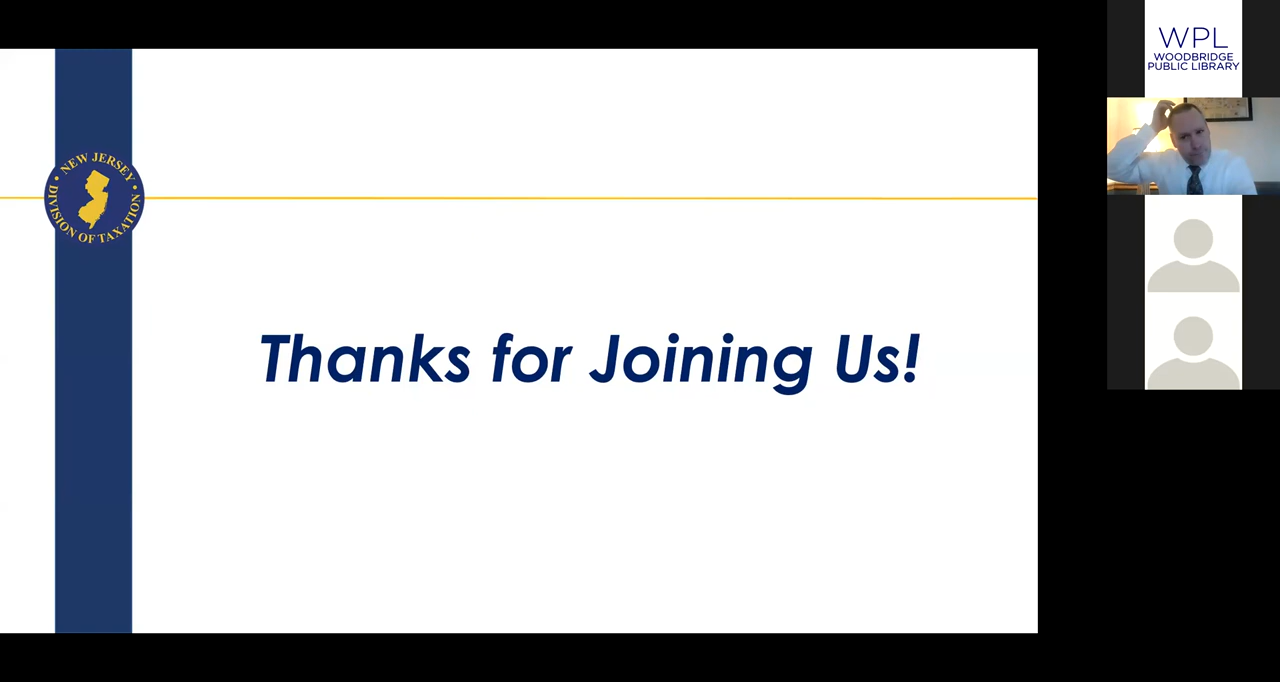 NEW JERSEY
DIVISION OF TAXATION
Thanks for Joining Us!
WPL
WOODBRIDGE
PUBLIC LIBRARY